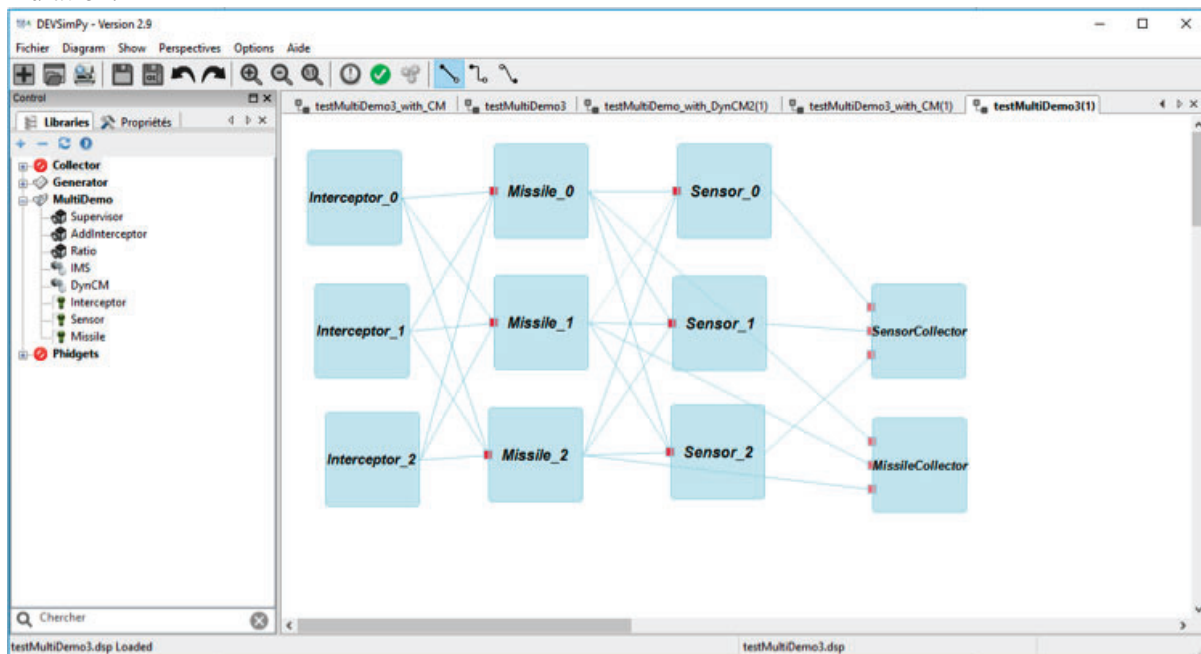 DEVSimPy - Version 2.9
Fichier Diagram Show Perspectives Options Aide
Control
Libraries Propriétés
testMultiDemo3_with_CM testMultiDemo3 testMultiDemo_with_DynCM2(1) testMultiDemo3_with_CM(1) testMultiDemo3(1)
Collector
Generator
MultiDemo
Supervisor
AddInterceptor
Ratio
IMS
DynCM
Interceptor
Sensor
Missile
Phidgets
Interceptor_0 Missile_0 Sensor_0
Interceptor_1 Missile_1 Sensor_1 SensorCollector
Interceptor_2 Missile_2 Sensor_2 MissileCollector
Chercher
testMultiDemo3.dsp Loaded testMultiDemo3.dsp